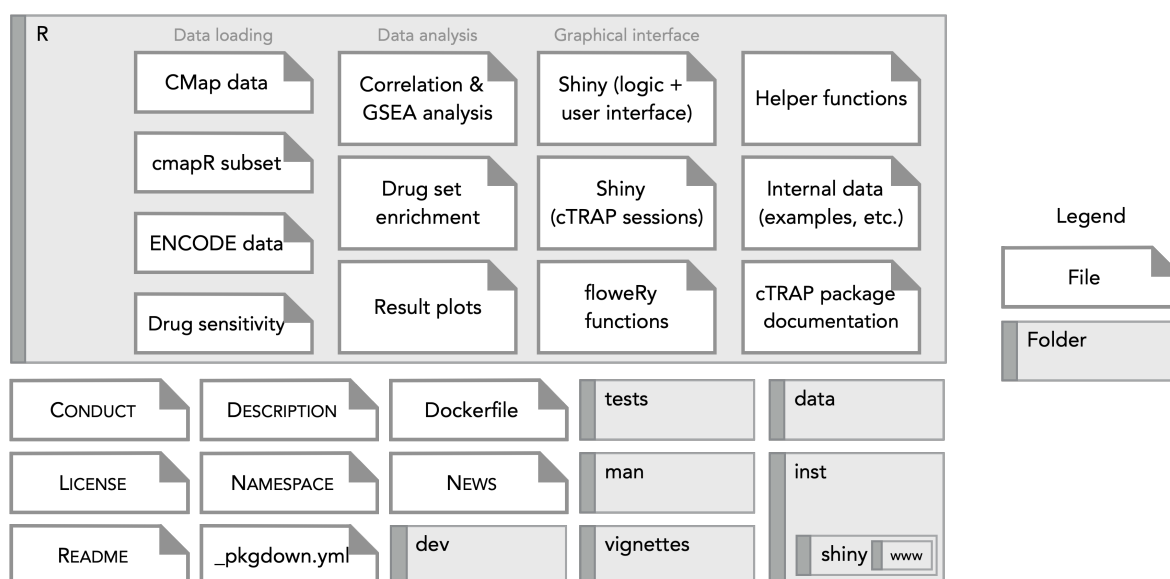 R
Data loading
Data analysis
Graphical interface
CMap data
cmapR subset
ENCODE data
Drug sensitivity
Correlation &
GSEA analysis
Drug set
enrichment
Result plots
Shiny (logic +
user interface)
Shiny
(cTRAP sessions)
floweRy
functions
Helper functions
Internal data
(examples, etc.)
cTRAP package
documentation
Legend
File
Folder
CONDUCT
DESCRIPTION
Dockerfile
tests
data
LICENSE
NAMESPACE
NEWS
man
inst
README
_pkgdown.yml
dev
vignettes
shiny
www